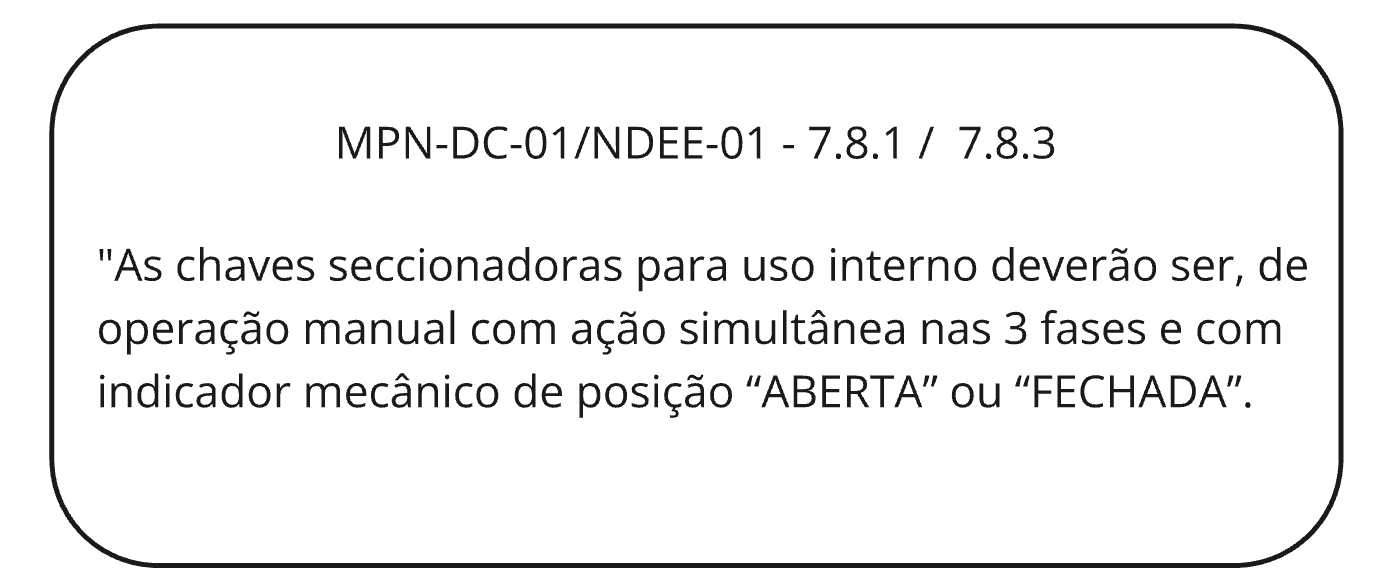 MPN-DC-01/NDEE-01 - 7.8.1 /  7.8.3
"As chaves seccionadoras para uso interno deverão ser, de
operação manual com ação simultânea nas 3 fases e com
indicador mecânico de posição “ABERTA” ou “FECHADA”.